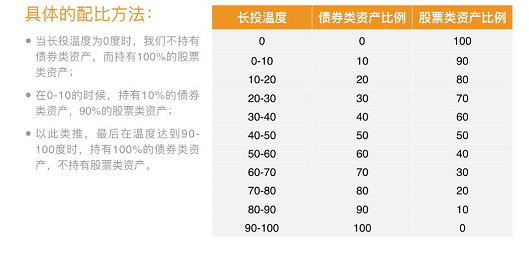 具体的配比方法：
当长投温度为0度时，我们不持有
债券类资产，而持有100%的股票
类资产；
在0-10的时候，持有10%的债券
类资产，90%的股票类资产；
以此类推，最后在温度达到90-
100度时，持有100%的债券类资
产，不持有股票类资产。
长投温度 债券类资产比例 股票类资产比例
0 0 100
0-10 10 90
10-20 20 80
20-30 30 70
30-40 40 60
40-50 50 50
50-60 60 40
60-70 70 30
70-80 80 20
80-90 90 10
90-100 100 0